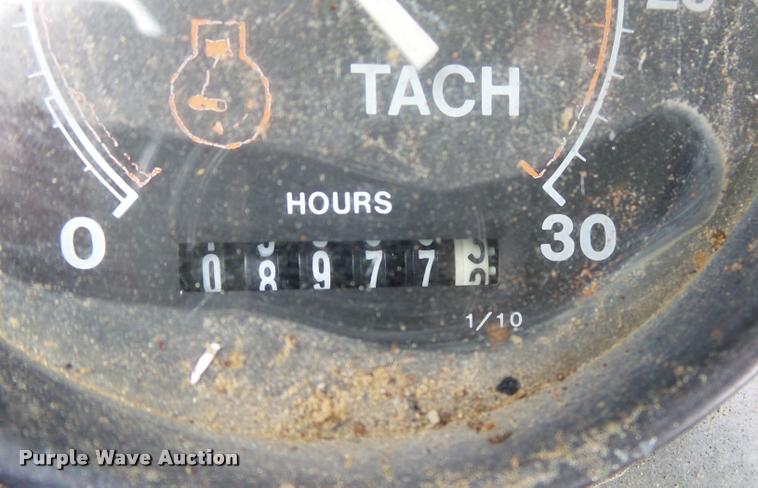 TACH
HOURS
0 08977 30
1/10
Purple Wave Auction